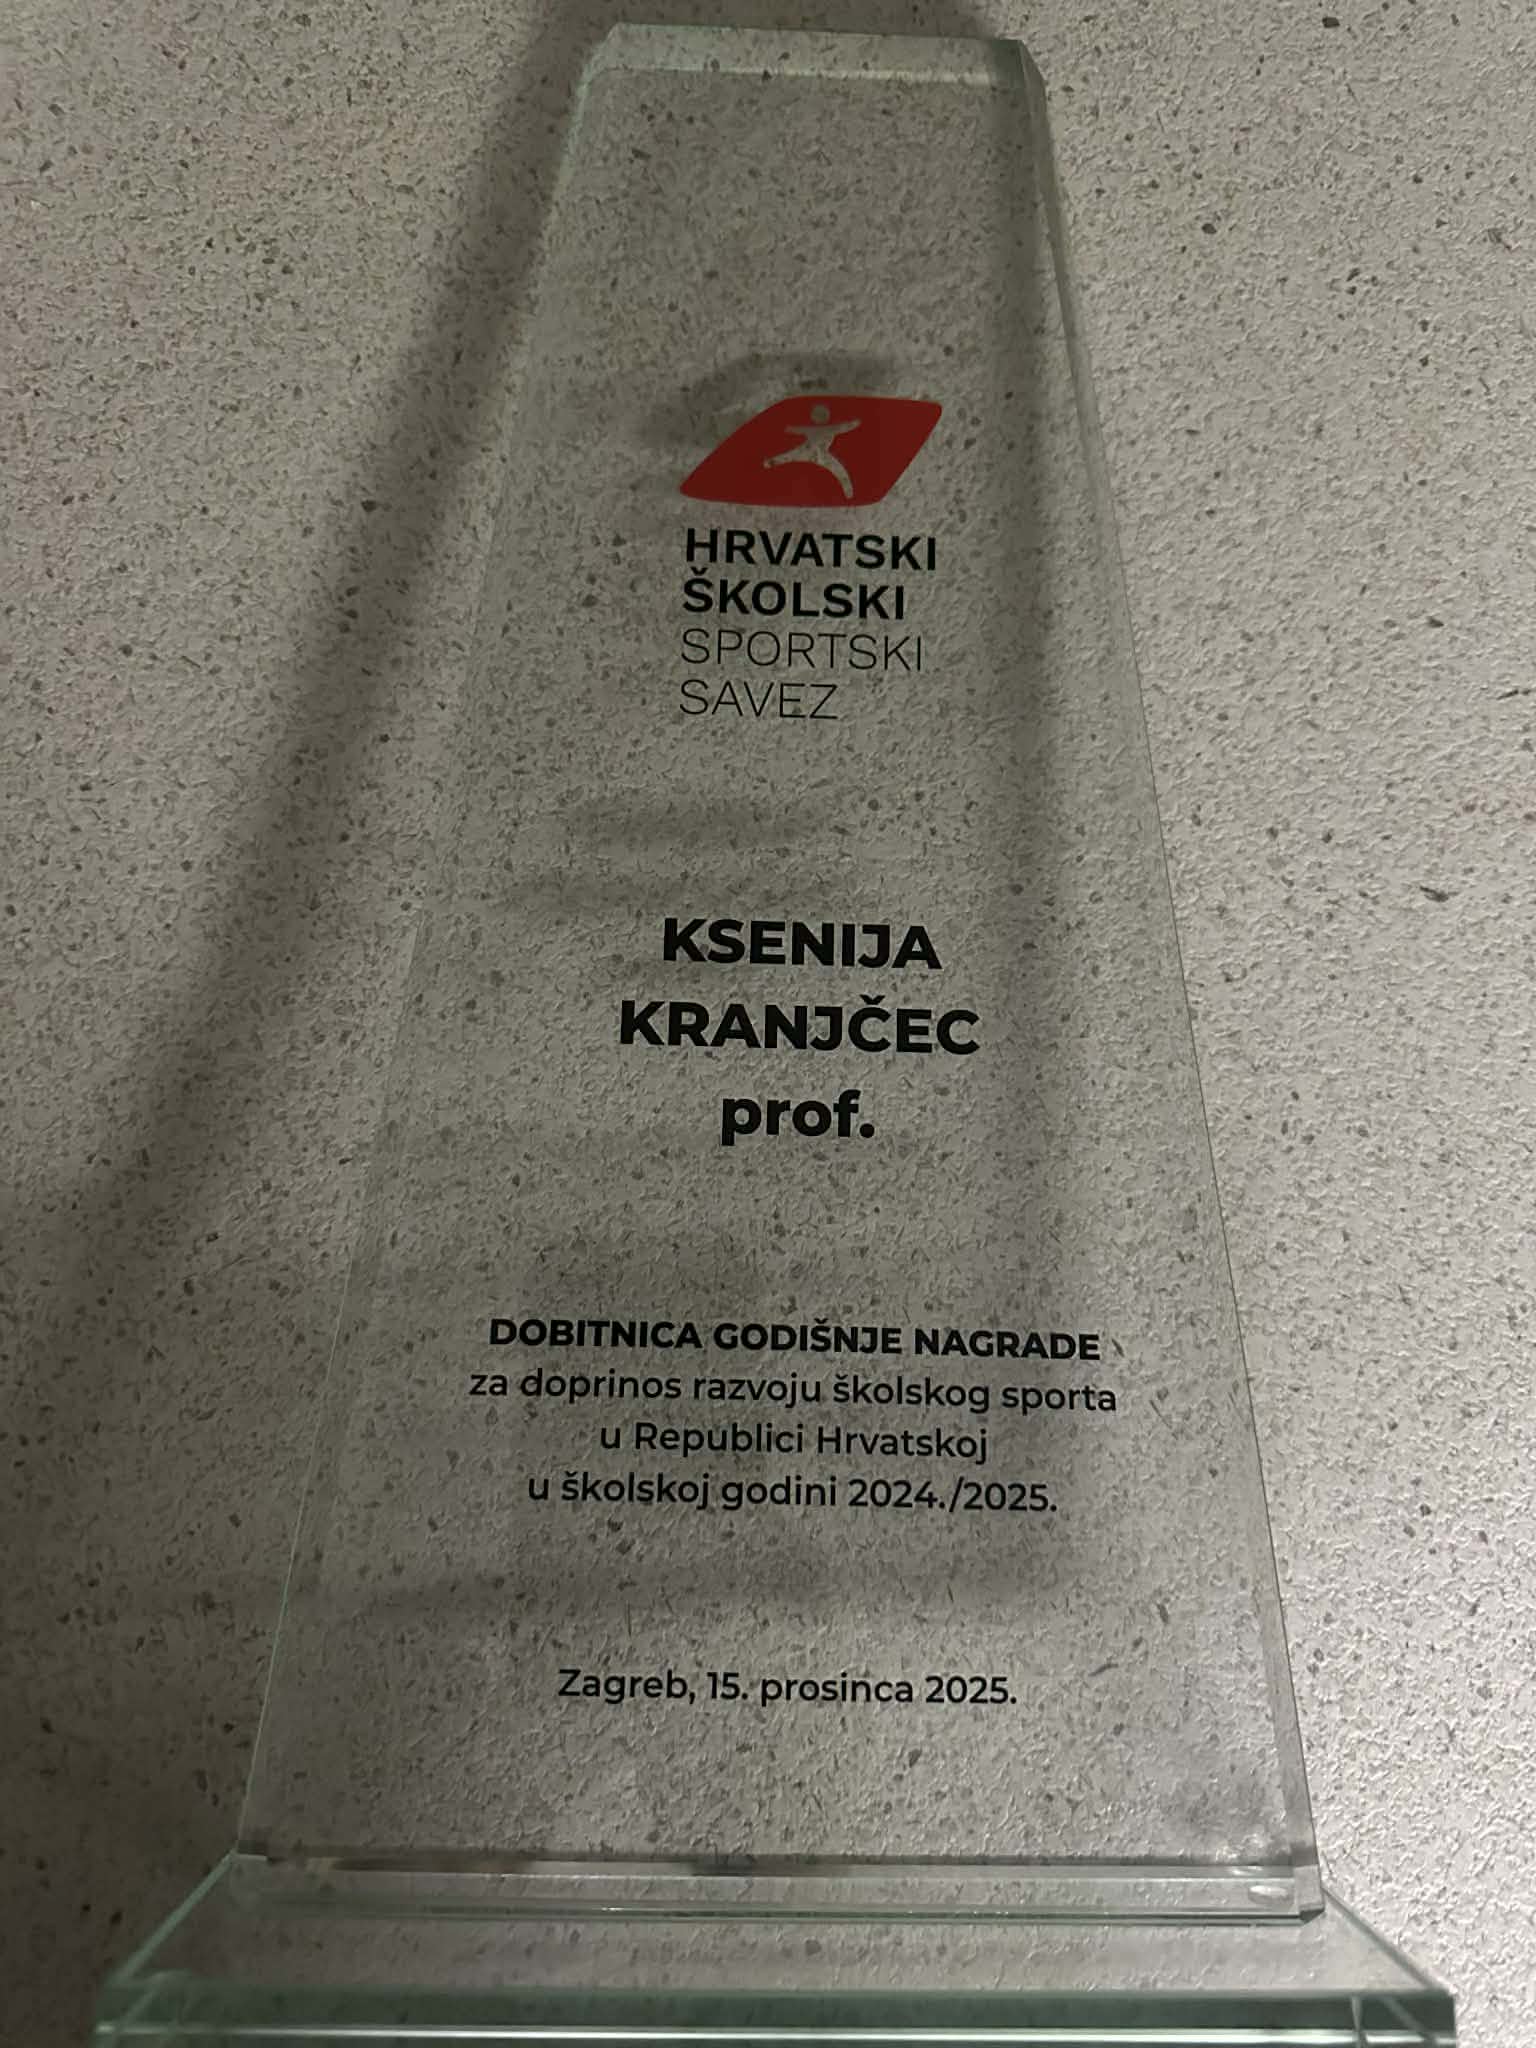 HRVATSKI
ŠKOLSKI
SPORTSKI
SAVEZ
KSENIJA
KRANJČEC
prof.
DOBITNICA GODIŠNJE NAGRADE
za doprinos razvoju školskog sporta
u Republici Hrvatskoj
u školskoj godini 2024./2025.
Zagreb, 15. prosinca 2025.